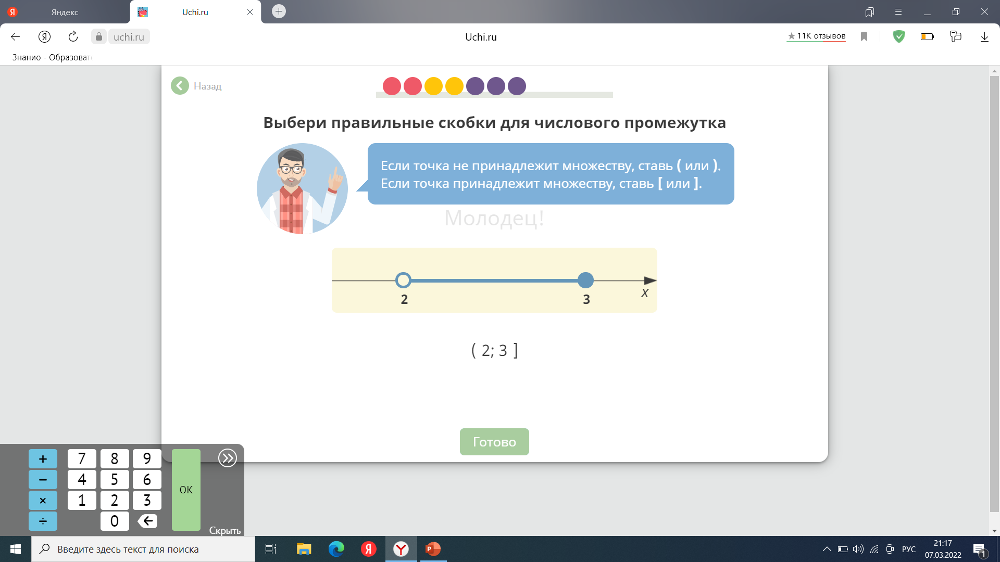 Яндекс
Uchi.ru
uchi.ru
Uchi.ru
★11К отзывов
Знанио - Образоват
Назад
Выбери правильные скобки для числового промежутка
Если точка не принадлежит множеству, ставь ( или ).
Если точка принадлежит множеству, ставь [ или ].
Молодец!
2 3 X
( 2; 3 ]
Готово
+ 7 8 9
− 4 5 6
× 1 2 3
÷ 0
OK
Скрыть
Введите здесь текст для поиска
РУС
21:17
07.03.2022
1